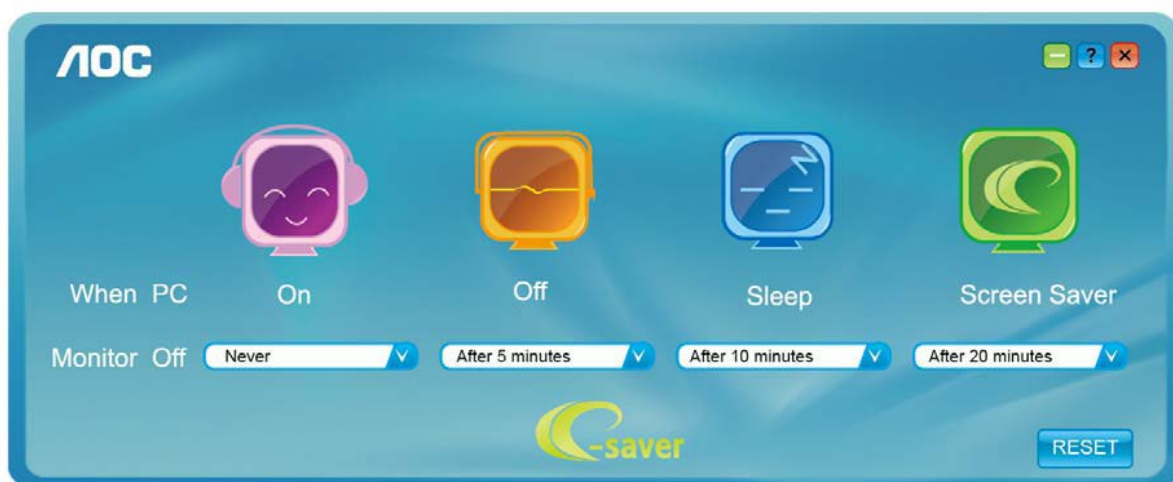 AOC
?
Z
When PC On Off Sleep Screen Saver
Monitor Off Never After 5 minutes After 10 minutes After 20 minutes
e-saver
RESET